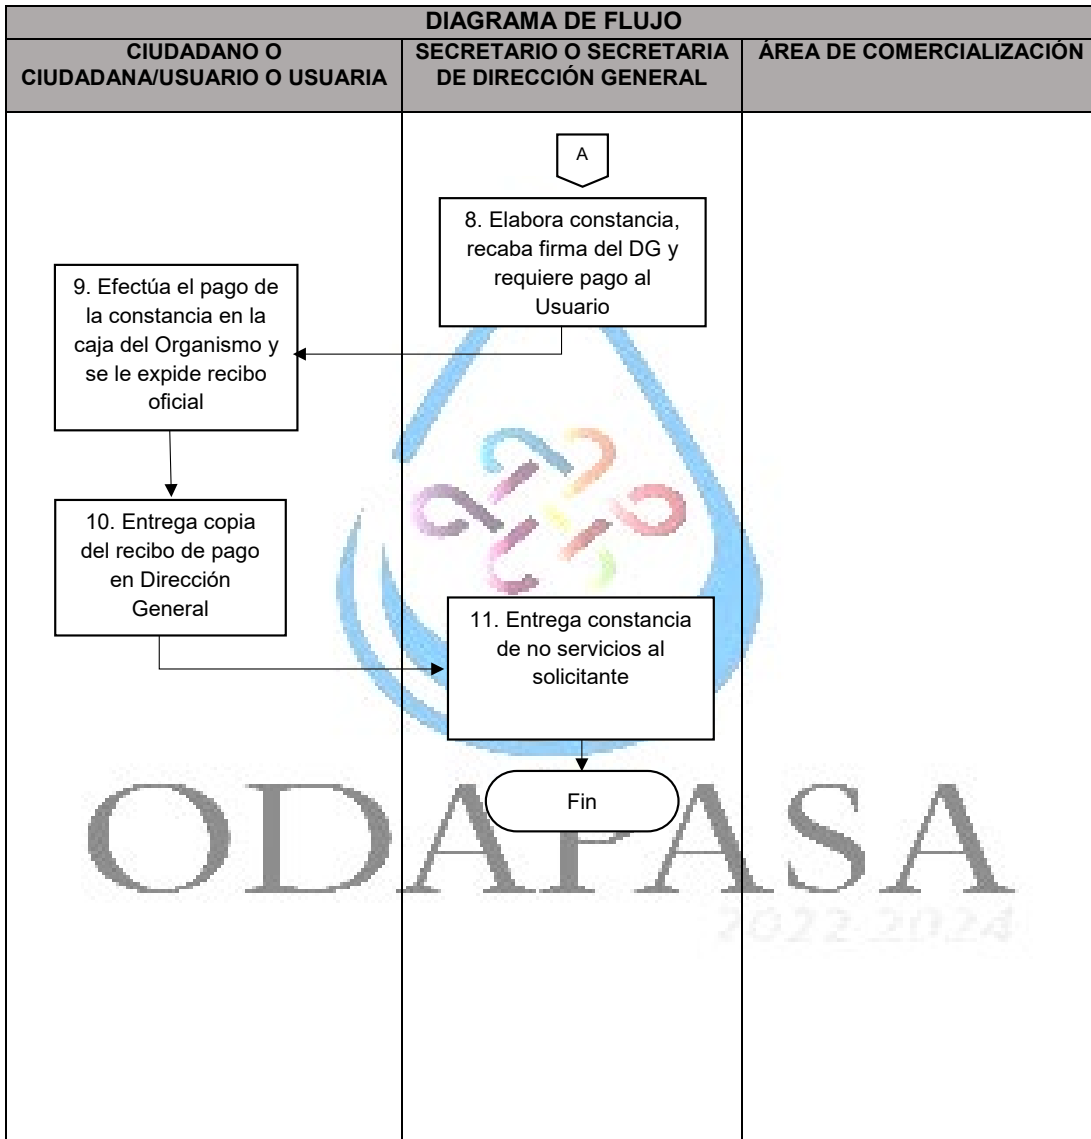 DIAGRAMA DE FLUJO
CIUDADANO O
CIUDADANA/USUARIO O USUARIA
SECRETARIO O SECRETARIA
DE DIRECCIÓN GENERAL
ÁREA DE COMERCIALIZACIÓN
A
8. Elabora constancia,
recaba firma del DG y
requiere pago al
Usuario
9. Efectúa el pago de
la constancia en la
caja del Organismo y
se le expide recibo
oficial
10. Entrega copia
del recibo de pago
en Dirección
General
11. Entrega constancia
de no servicios al
solicitante
Fin
ODAPASA
2022-2024